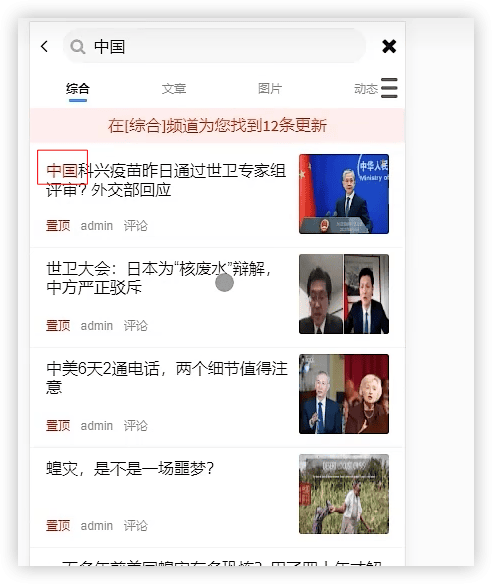 中国
综合 文章 图片 动态
在[综合]频道为您找到12条更新
中国科兴疫苗昨日通过世卫专家组
评审? 外交部回应
置顶 admin 评论
中华人民
Ministry of
世卫大会：日本为“核废水”辩解，
中方严正驳斥
置顶 admin 评论
中美6天2通电话，两个细节值得注
意
置顶 admin 评论
蝗灾，是不是一场噩梦?
置顶 admin 评论